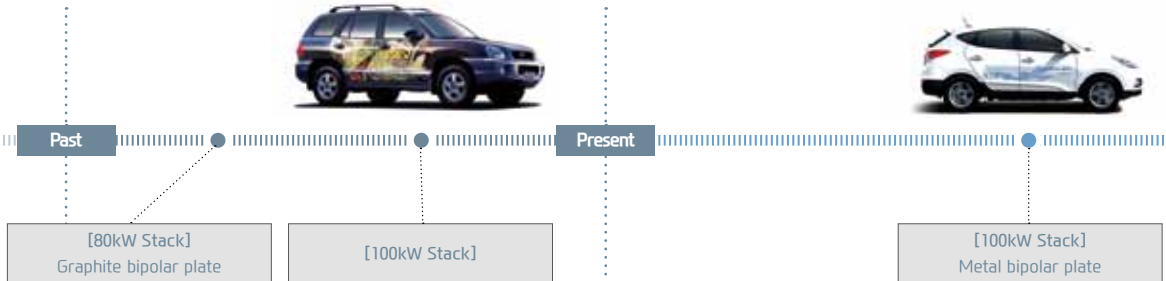 Past
Present
[80kW Stack]
Graphite bipolar plate
[100kW Stack]
[100kW Stack]
Metal bipolar plate